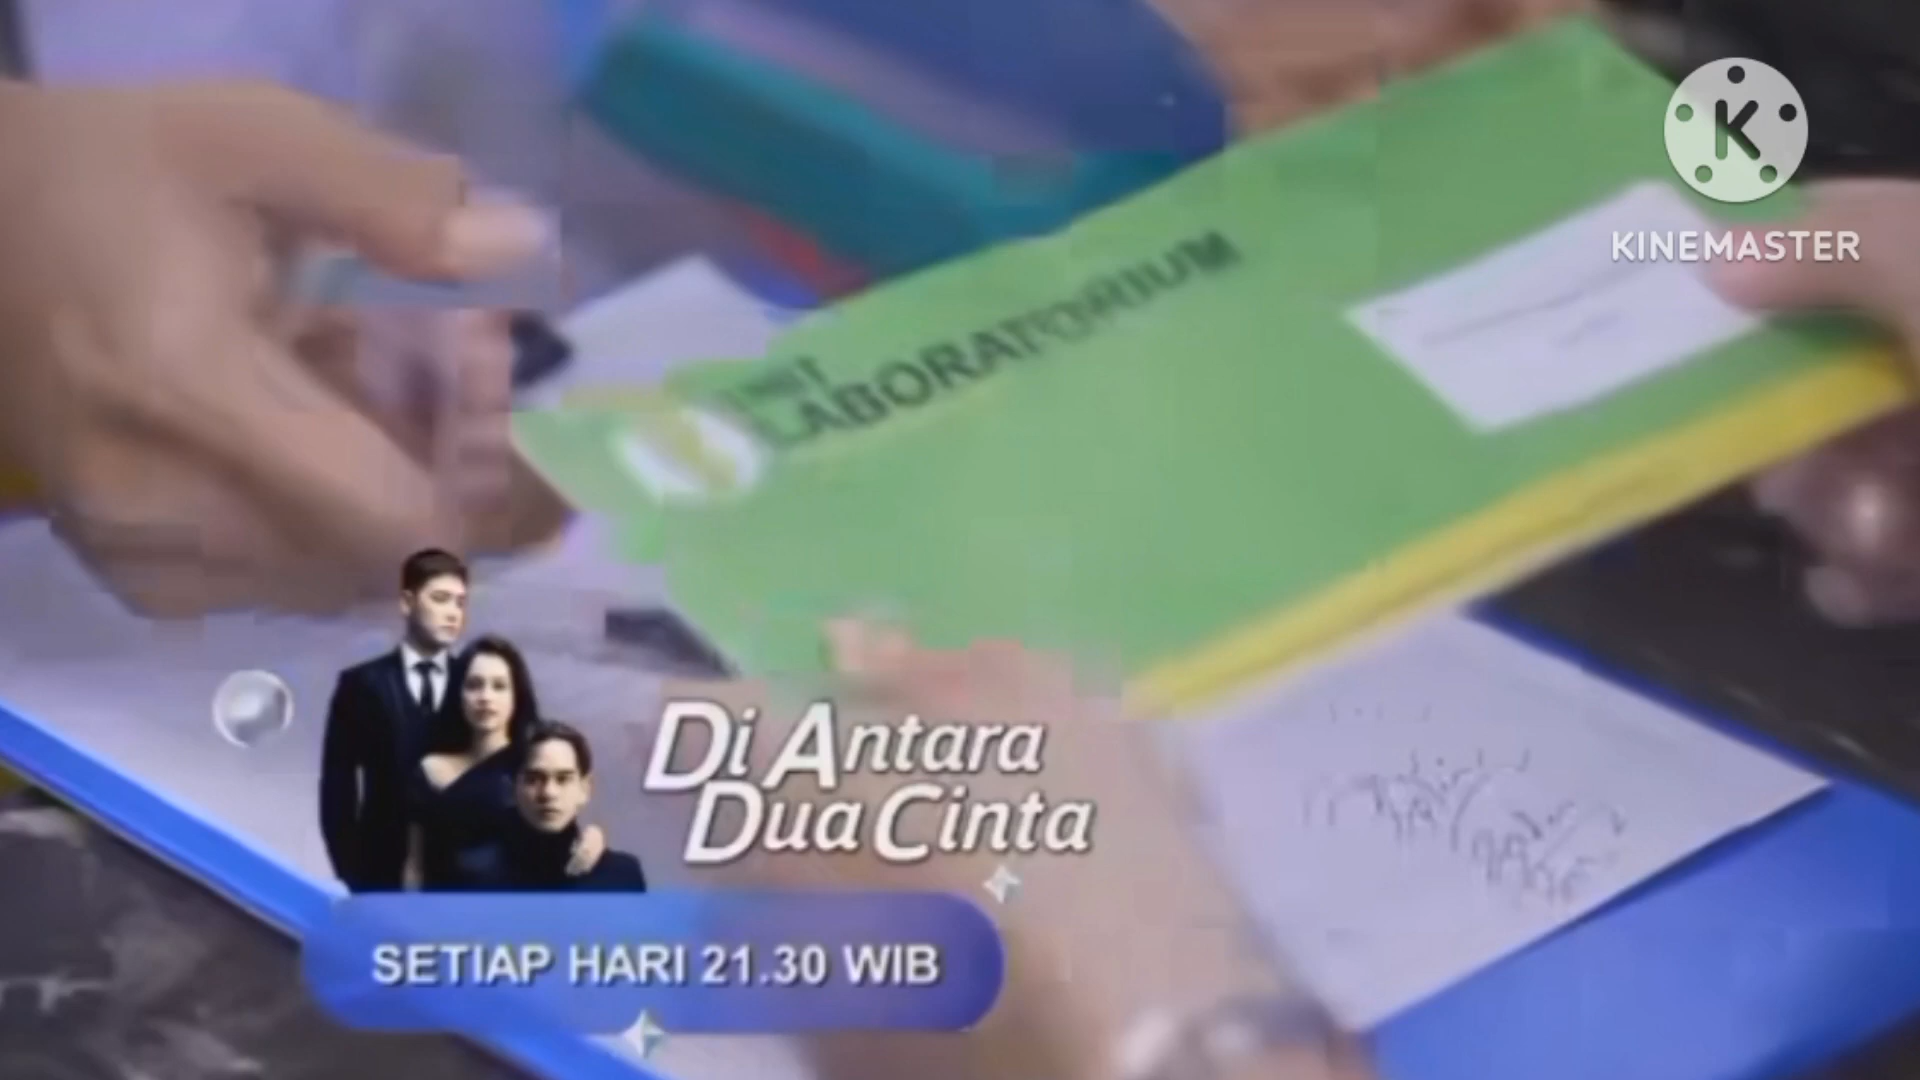 K
KINEMASTER
LABORATORIUM
Di Antara
Dua Cinta
SETIAP HARI 21.30 WIB